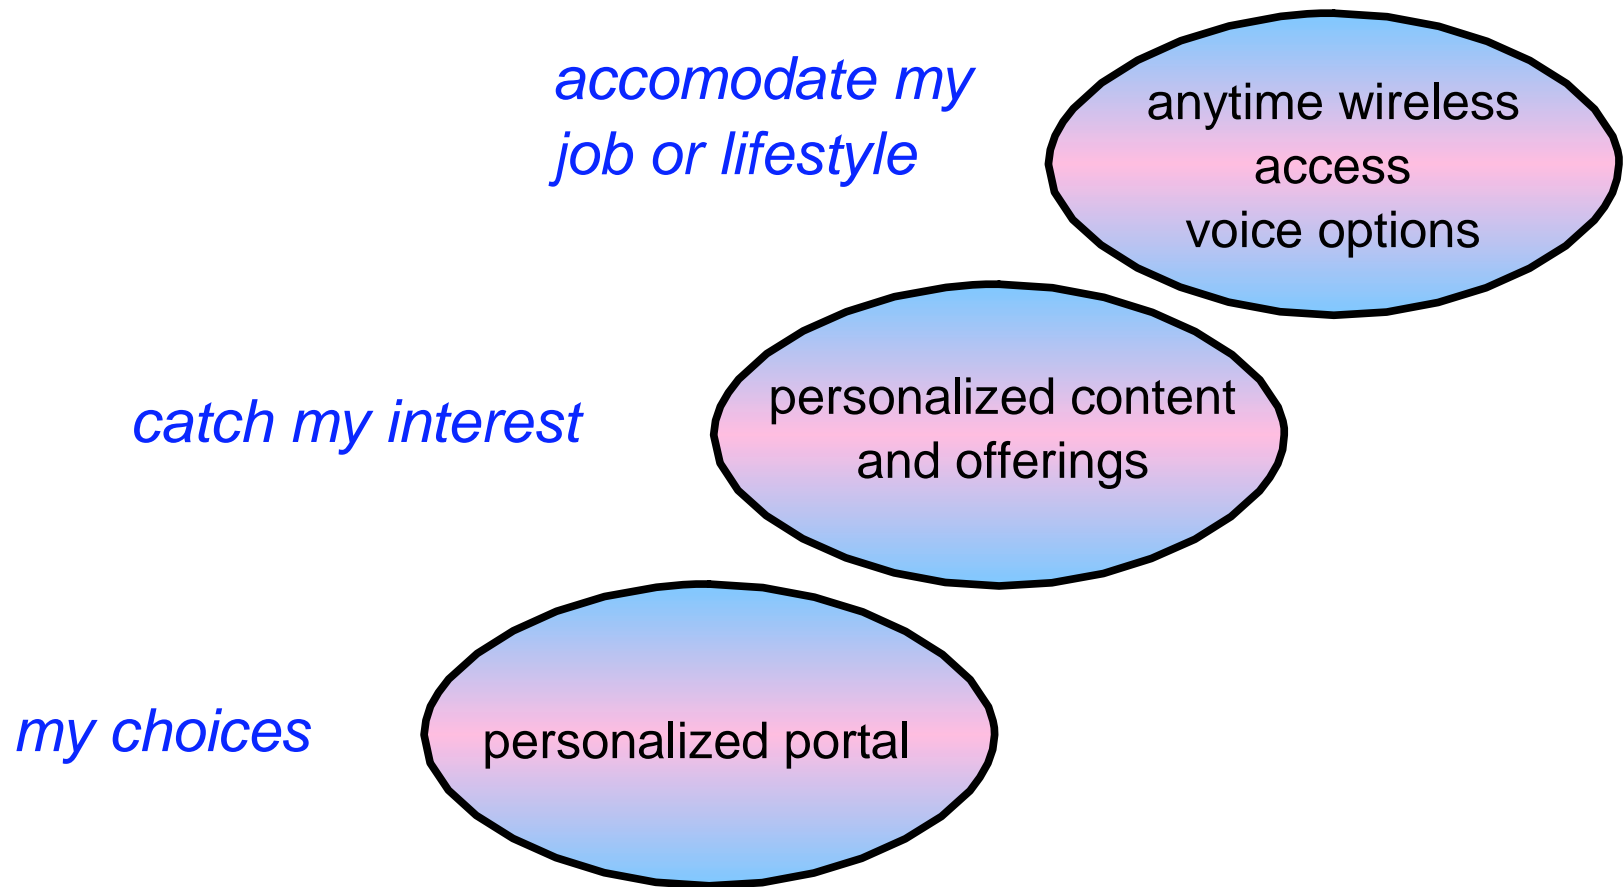 accomodate my
job or lifestyle
anytime wireless
access
voice options
catch my interest
personalized content
and offerings
my choices
personalized portal